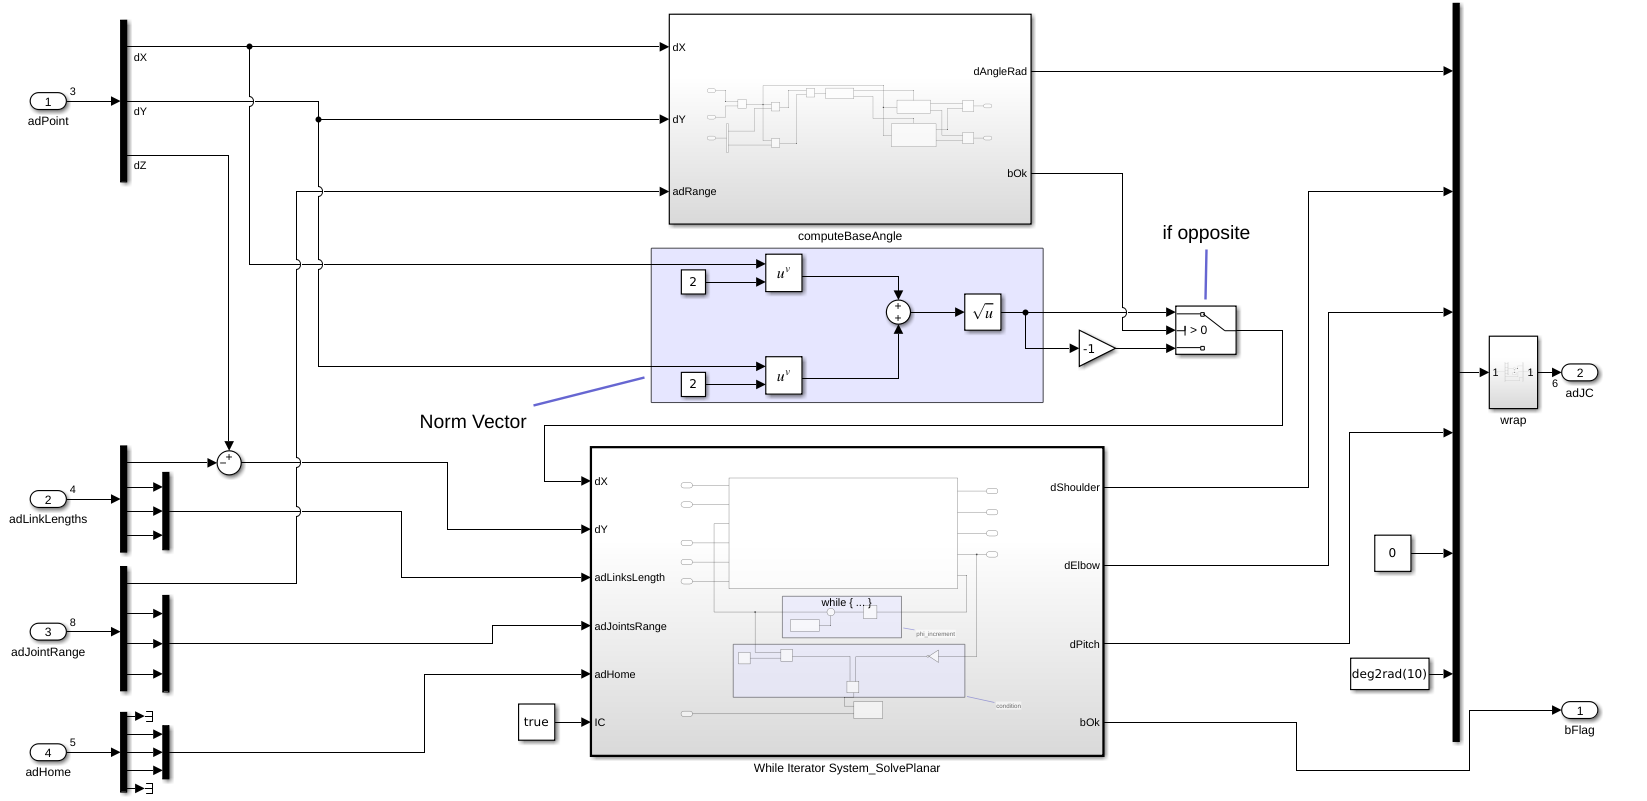 1
3
adPoint
dX
dY
dZ
dX
dY
adRange
dAngleRad
bOk
computeBaseAngle
2
u^v
2
u^v
+
+
√u
Norm Vector
if opposite
> 0
-1
+
−
2
4
adLinkLengths
3
8
adJointRange
4
5
adHome
true
dX
dY
adLinksLength
adJointsRange
adHome
IC
while { ... }
phi_increment
condition
dShoulder
dElbow
dPitch
bOk
While Iterator System_SolvePlanar
0
deg2rad(10)
1
1
wrap
6
2
adJC
1
bFlag